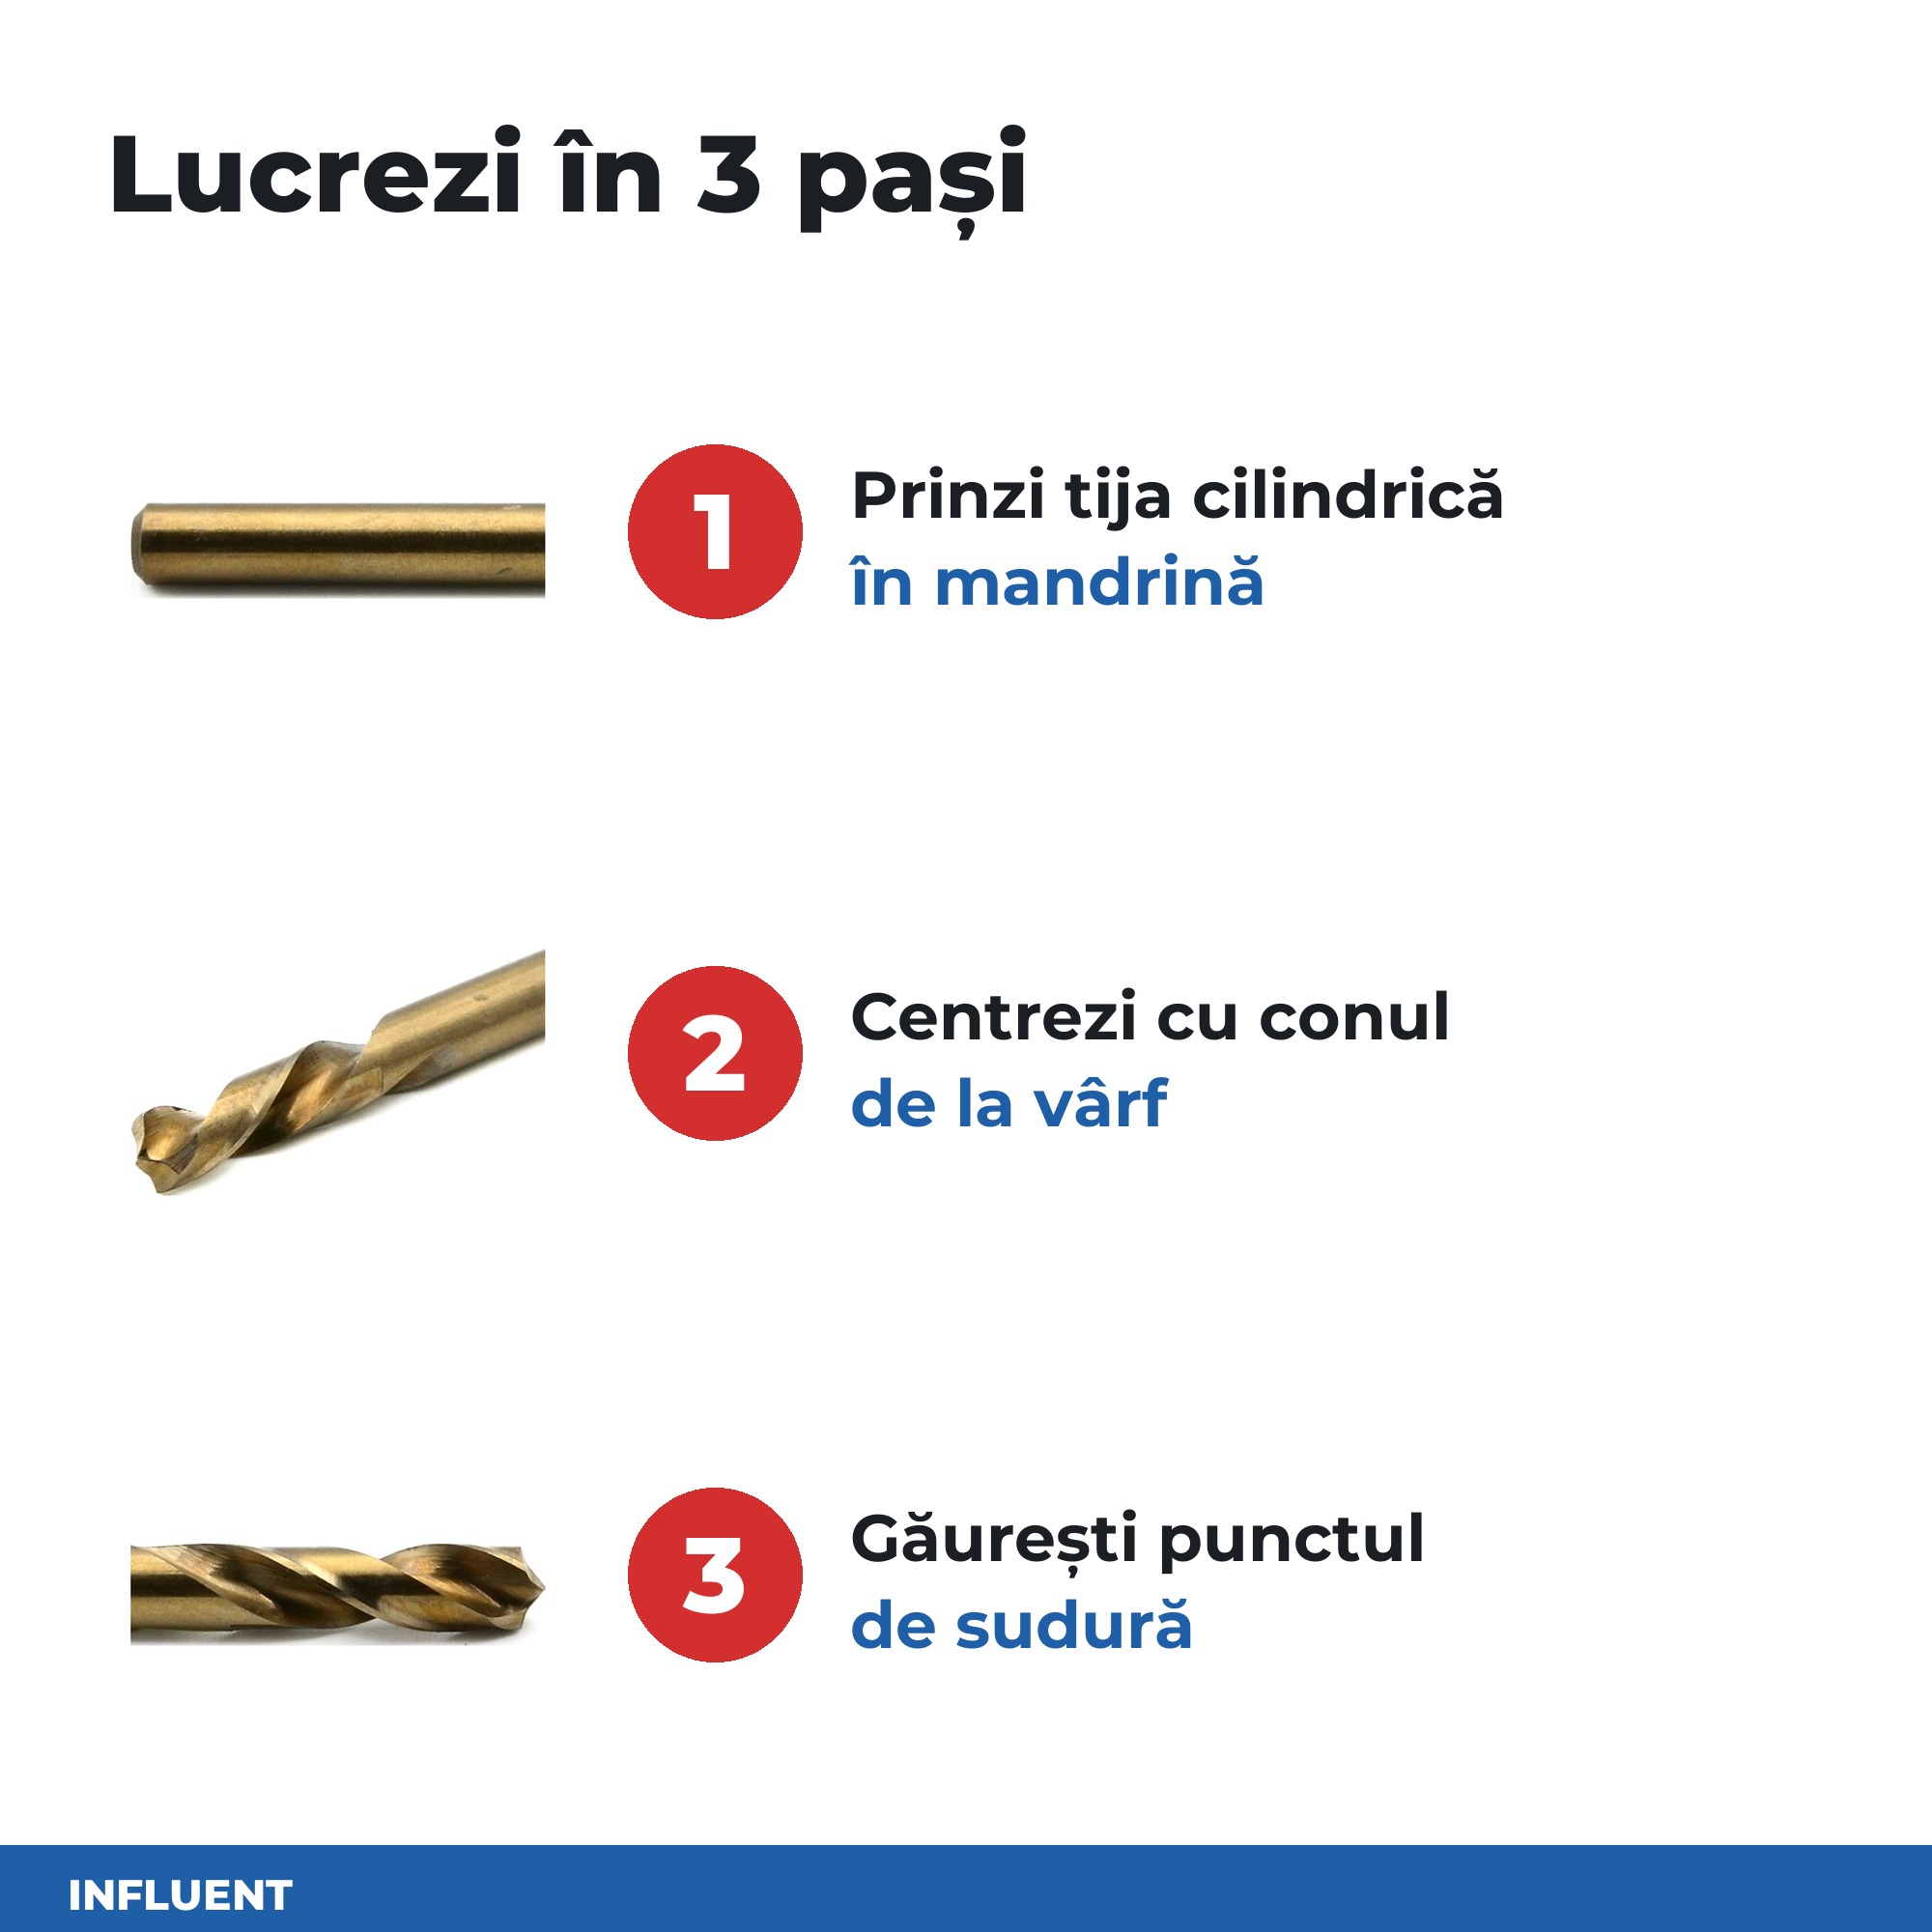 Lucrezi în 3 pași
1
Prinzi tija cilindrică
în mandrină
2
Centrezi cu conul
de la vârf
3
Găurești punctul
de sudură
INFLUENT